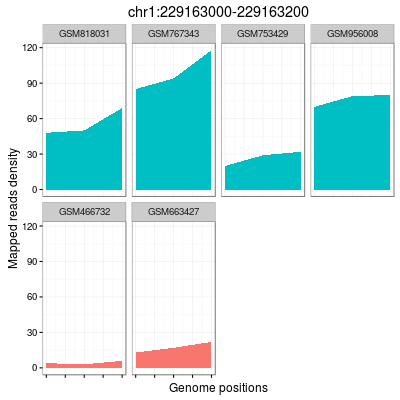 chr1:229163000-229163200
GSM818031 GSM767343 GSM753429 GSM956008
120
90
60
30
0
GSM466732 GSM663427
120
90
60
30
0
Mapped reads density
Genome positions